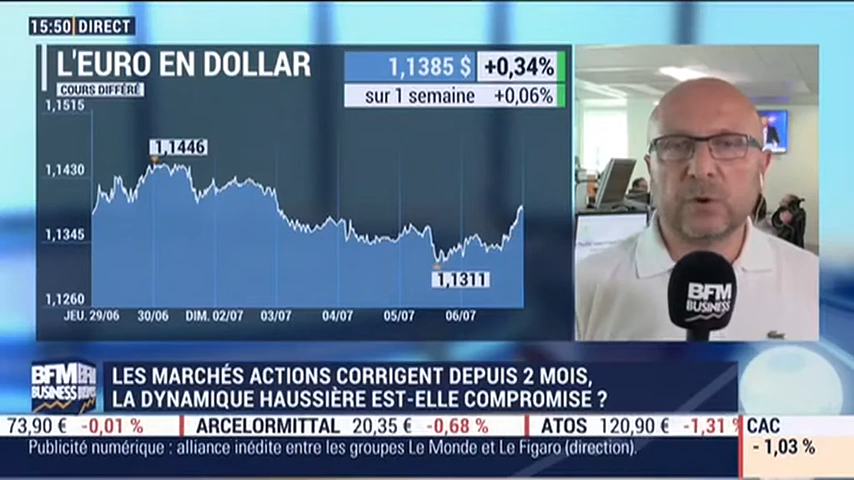 15:50 DIRECT
L'EURO EN DOLLAR
COURS DIFFÉRÉ
1,1385 $ +0,34%
sur 1 semaine +0,06%
1,1515
1,1446
1,1430
1,1345
1,1311
1,1260
JEU. 29/06 30/06 DIM. 02/07 03/07 04/07 05/07 06/07
BFM
BUSINESS
BFM
BUSINESS
LES MARCHÉS ACTIONS CORRIGENT DEPUIS 2 MOIS,
LA DYNAMIQUE HAUSSIÈRE EST-ELLE COMPROMISE ?
73,90 € -0,01 % ARCELORMITTAL 20,35 € -0,68 % ATOS 120,90 € -1,31 %
CAC
- 1,03 %
Publicité numérique : alliance inédite entre les groupes Le Monde et Le Figaro (direction).